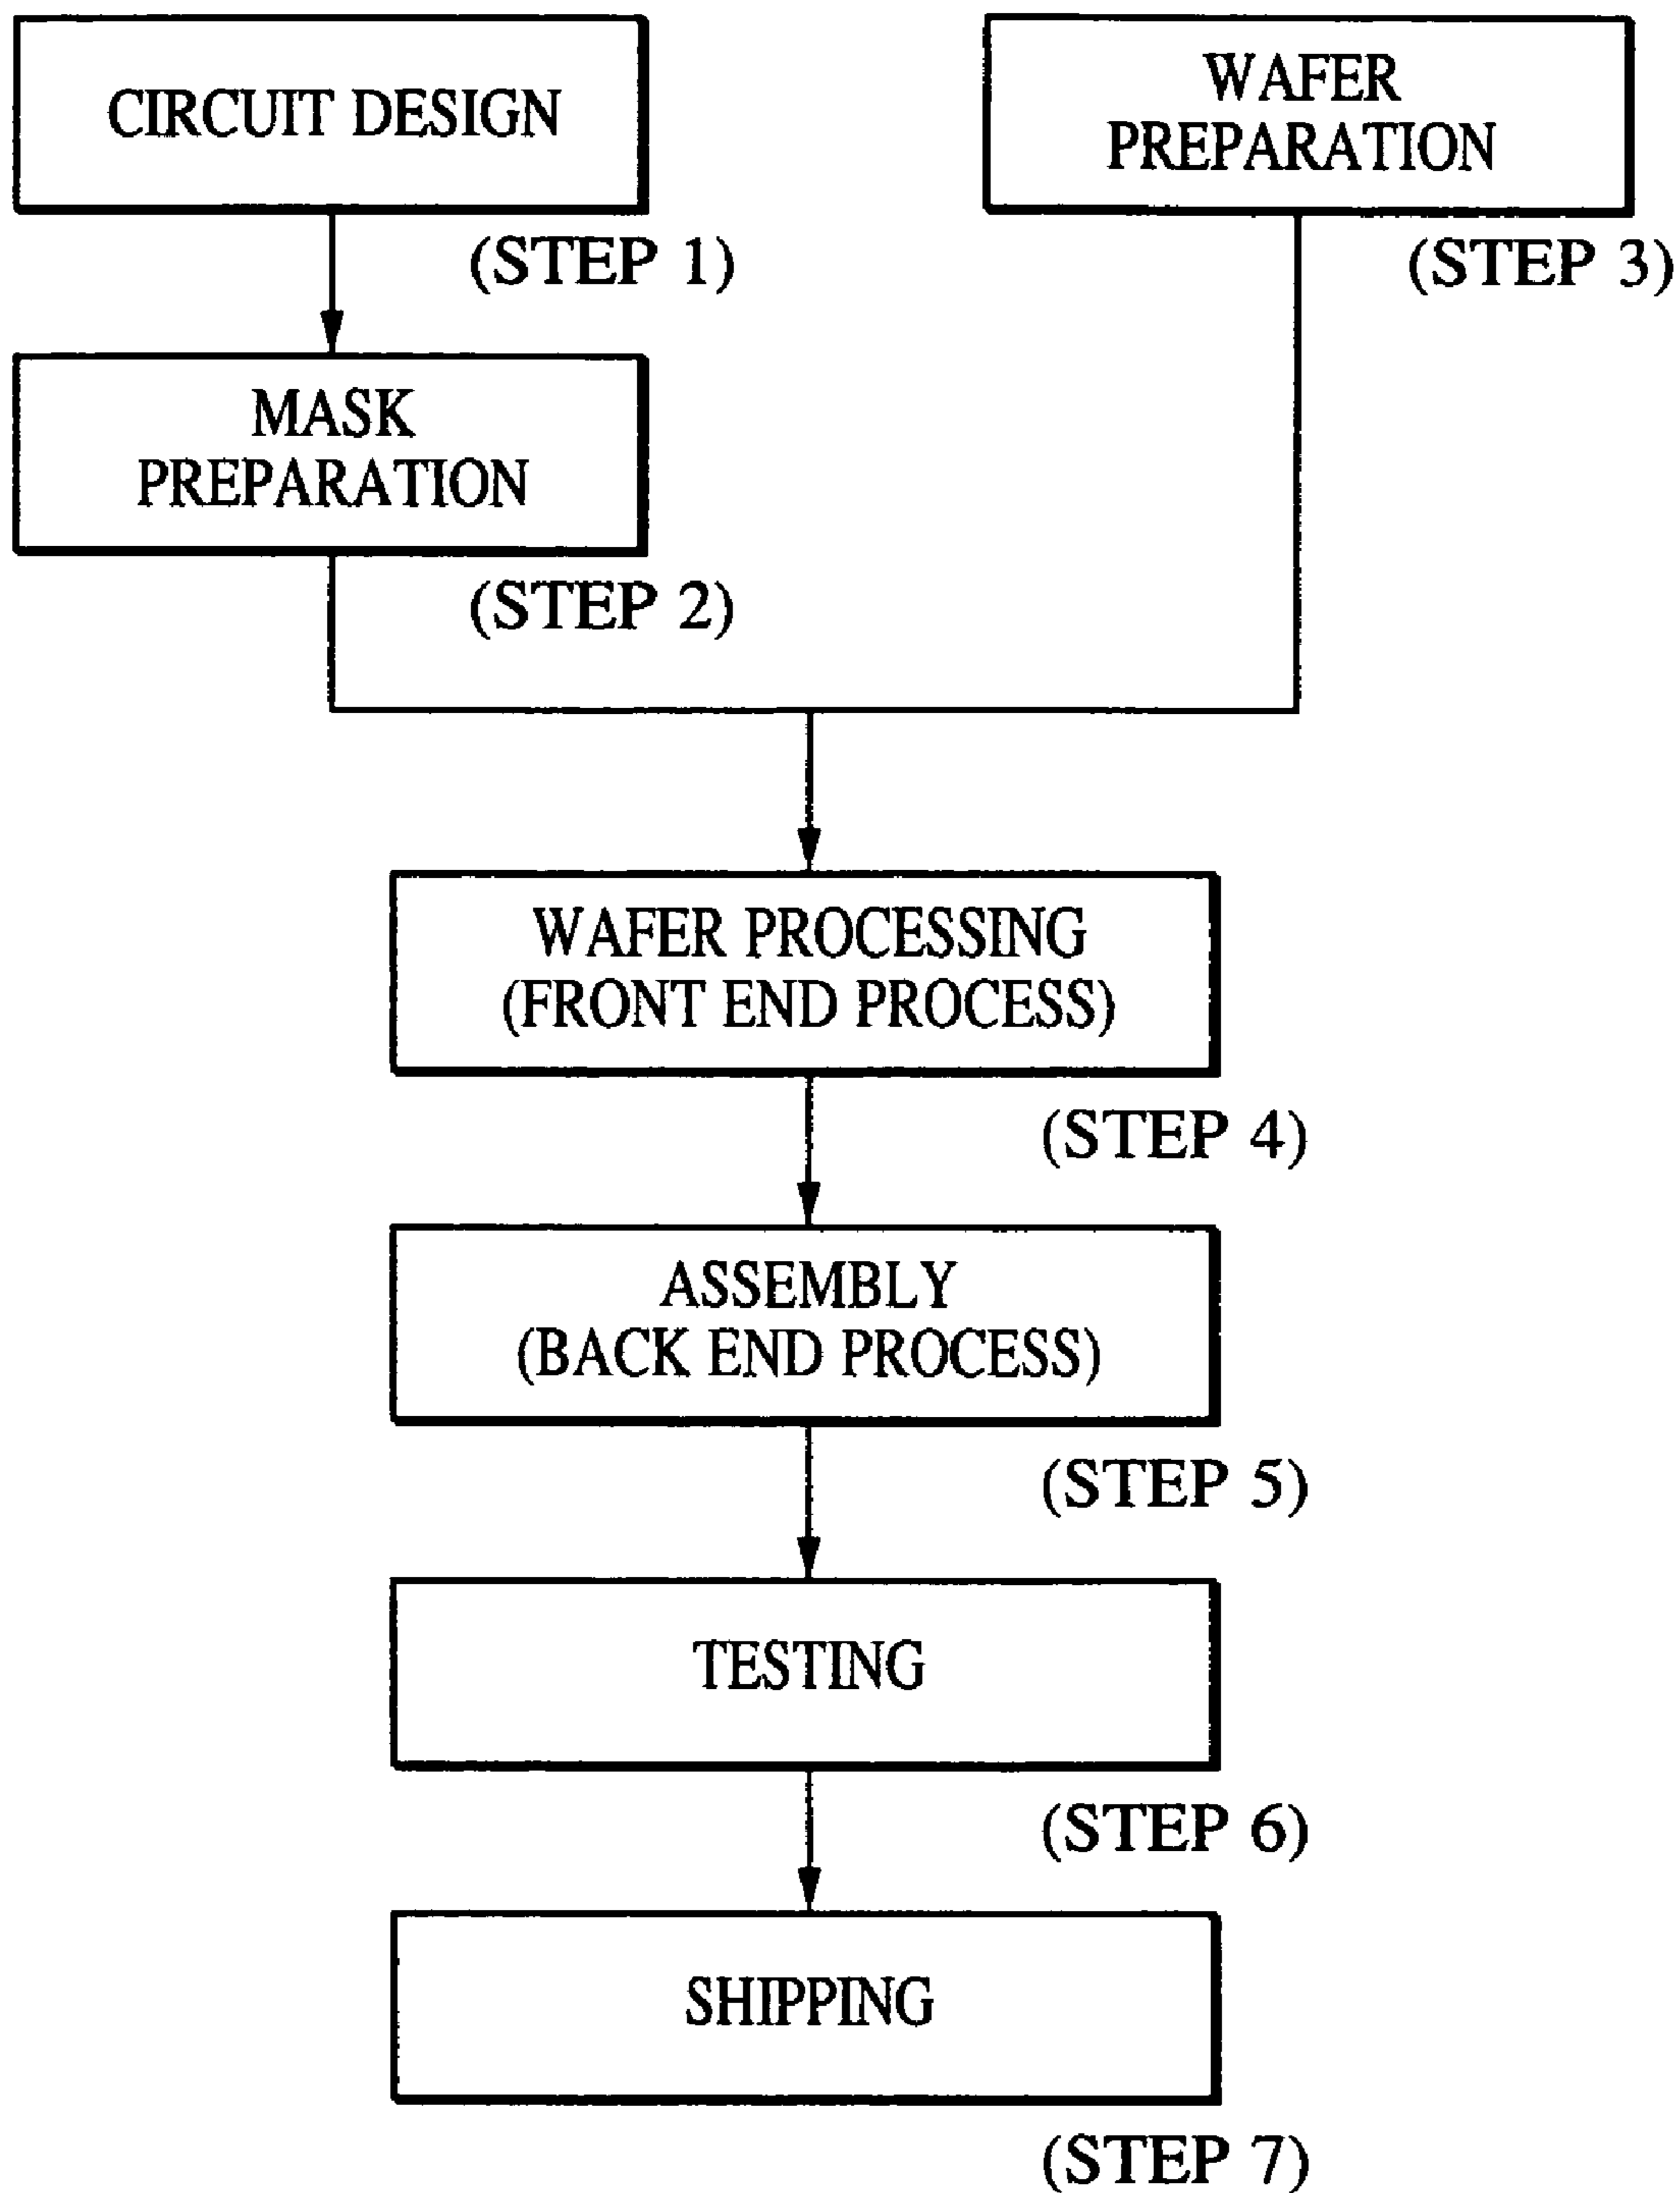 CIRCUIT DESIGN
(STEP 1)
WAFER
PREPARATION
(STEP 3)
MASK
PREPARATION
(STEP 2)
WAFER PROCESSING
(FRONT END PROCESS)
(STEP 4)
ASSEMBLY
(BACK END PROCESS)
(STEP 5)
TESTING
(STEP 6)
SHIPPING
(STEP 7)